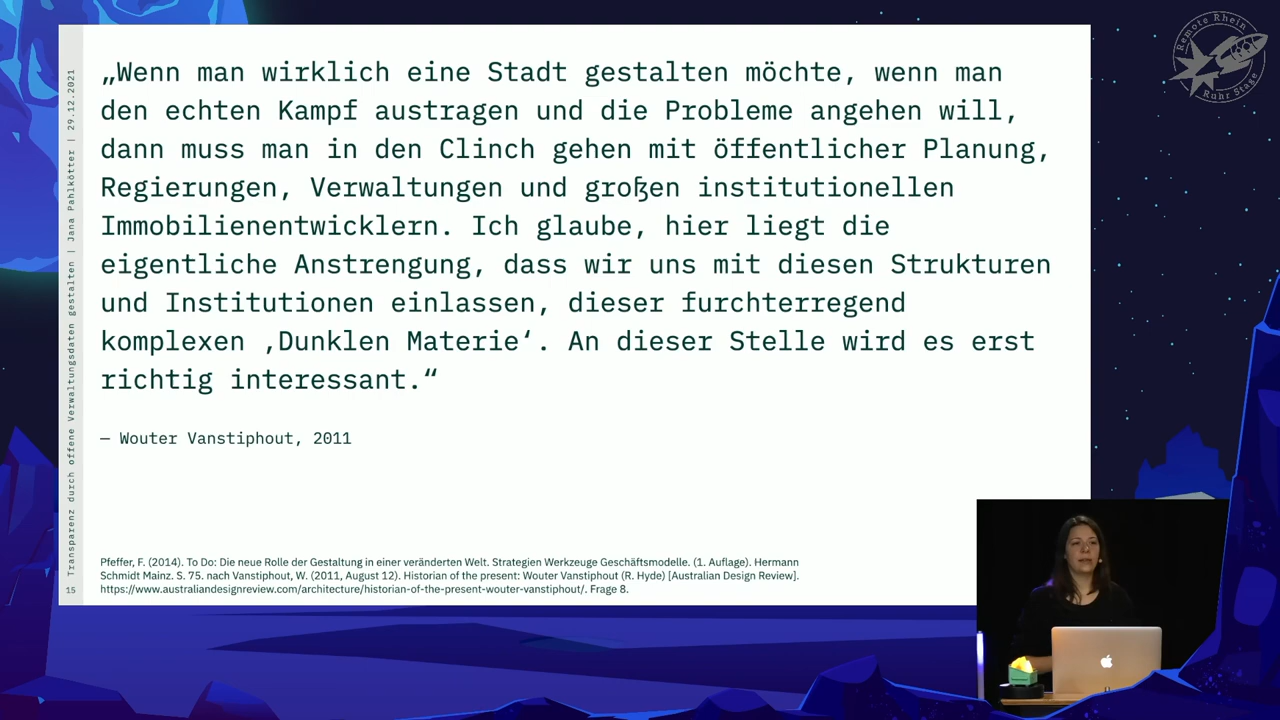 „Wenn man wirklich eine Stadt gestalten möchte, wenn man
den echten Kampf austragen und die Probleme angehen will,
dann muss man in den Clinch gehen mit öffentlicher Planung,
Regierungen, Verwaltungen und großen institutionellen
Immobilienentwicklern. Ich glaube, hier liegt die
eigentliche Anstrengung, dass wir uns mit diesen Strukturen
und Institutionen einlassen, dieser furchterregend
komplexen ‚Dunklen Materie‘. An dieser Stelle wird es erst
richtig interessant.“
— Wouter Vanstiphout, 2011
Pfeffer, F. (2014). To Do: Die neue Rolle der Gestaltung in einer veränderten Welt. Strategien Werkzeuge Geschäftsmodelle. (1. Auflage). Hermann
Schmidt Mainz. S. 75. nach Vanstiphout, W. (2011, August 12). Historian of the present: Wouter Vanstiphout (R. Hyde) [Australian Design Review].
https://www.australiandesignreview.com/architecture/historian-of-the-present-wouter-vanstiphout/. Frage 8.
Transparenz durch offene Verwaltungsdaten gestalten | Jana Pahlkötter | 29.12.2021
15
Remote Rhein
Ruhr Stage